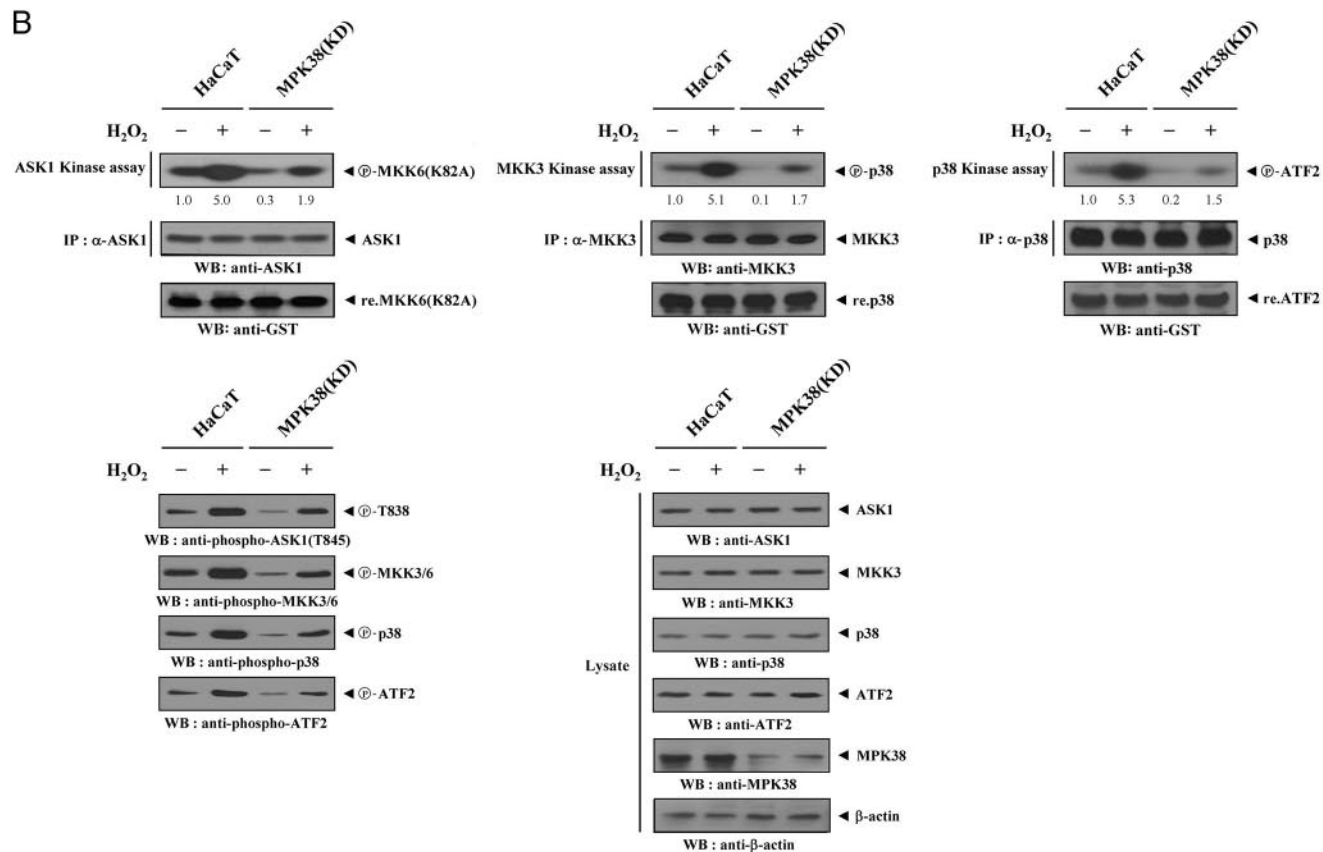 B
HaCaT
MPK38(KD)
H₂O₂ − + − +
ASK1 Kinase assay
Ⓟ-MKK6(K82A)
1.0 5.0 0.3 1.9
IP : α-ASK1
ASK1
WB: anti-ASK1
re.MKK6(K82A)
WB: anti-GST
HaCaT
MPK38(KD)
H₂O₂ − + − +
MKK3 Kinase assay
Ⓟ-p38
1.0 5.1 0.1 1.7
IP : α-MKK3
MKK3
WB: anti-MKK3
re.p38
WB: anti-GST
HaCaT
MPK38(KD)
H₂O₂ − + − +
p38 Kinase assay
Ⓟ-ATF2
1.0 5.3 0.2 1.5
IP : α-p38
p38
WB: anti-p38
re.ATF2
WB: anti-GST
HaCaT
MPK38(KD)
H₂O₂ − + − +
Ⓟ-T838
WB : anti-phospho-ASK1(T845)
Ⓟ-MKK3/6
WB : anti-phospho-MKK3/6
Ⓟ-p38
WB : anti-phospho-p38
Ⓟ-ATF2
WB : anti-phospho-ATF2
HaCaT
MPK38(KD)
H₂O₂ − + − +
Lysate
ASK1
WB : anti-ASK1
MKK3
WB : anti-MKK3
p38
WB : anti-p38
ATF2
WB : anti-ATF2
MPK38
WB : anti-MPK38
β-actin
WB : anti-β-actin